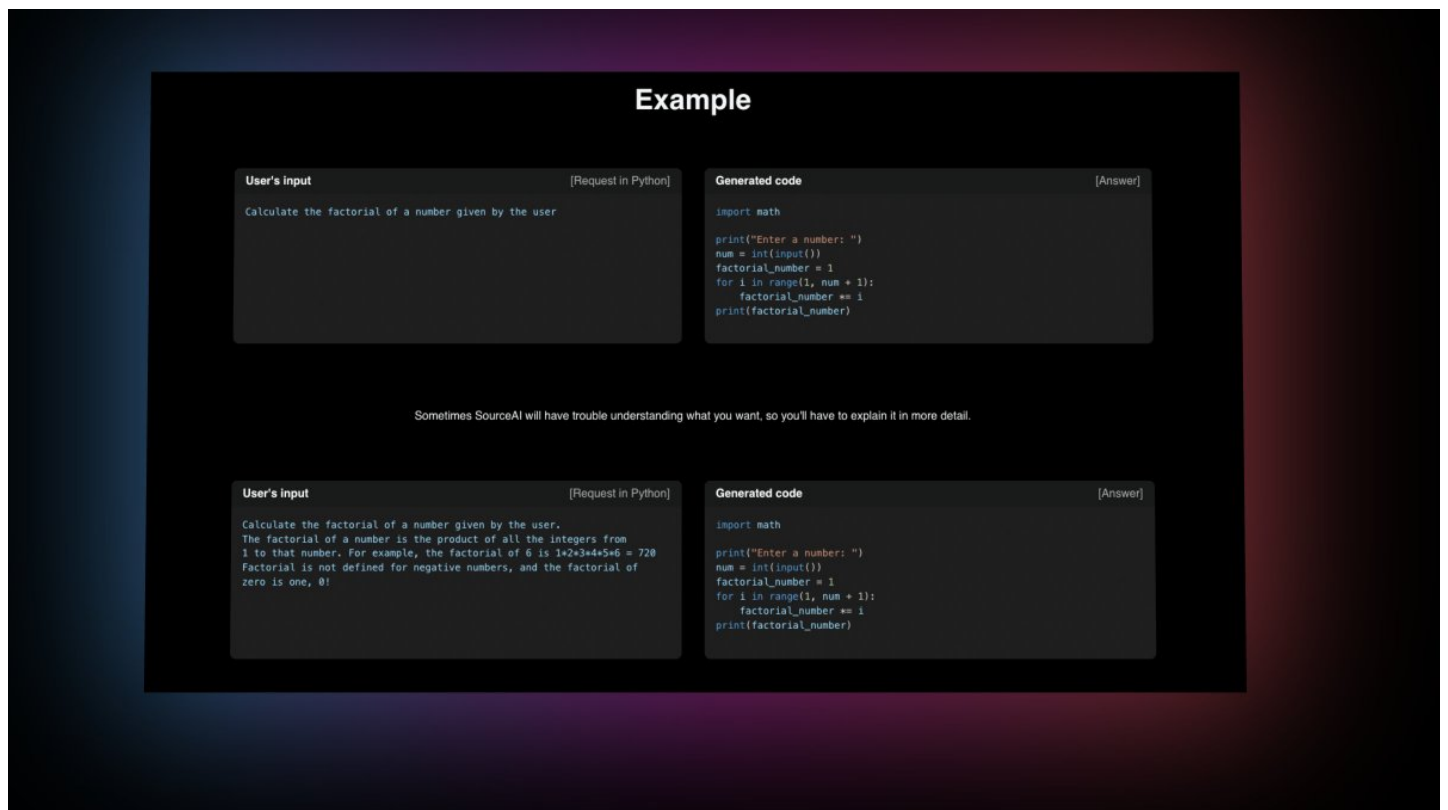 Example
User's input [Request in Python]
Calculate the factorial of a number given by the user
Generated code [Answer]
import math
print("Enter a number: ")
num = int(input())
factorial_number = 1
for i in range(1, num + 1):
    factorial_number *= i
print(factorial_number)
Sometimes SourceAI will have trouble understanding what you want, so you'll have to explain it in more detail.
User's input [Request in Python]
Calculate the factorial of a number given by the user.
The factorial of a number is the product of all the integers from
1 to that number. For example, the factorial of 6 is 1*2*3*4*5*6 = 720
Factorial is not defined for negative numbers, and the factorial of
zero is one, 0!
Generated code [Answer]
import math
print("Enter a number: ")
num = int(input())
factorial_number = 1
for i in range(1, num + 1):
    factorial_number *= i
print(factorial_number)